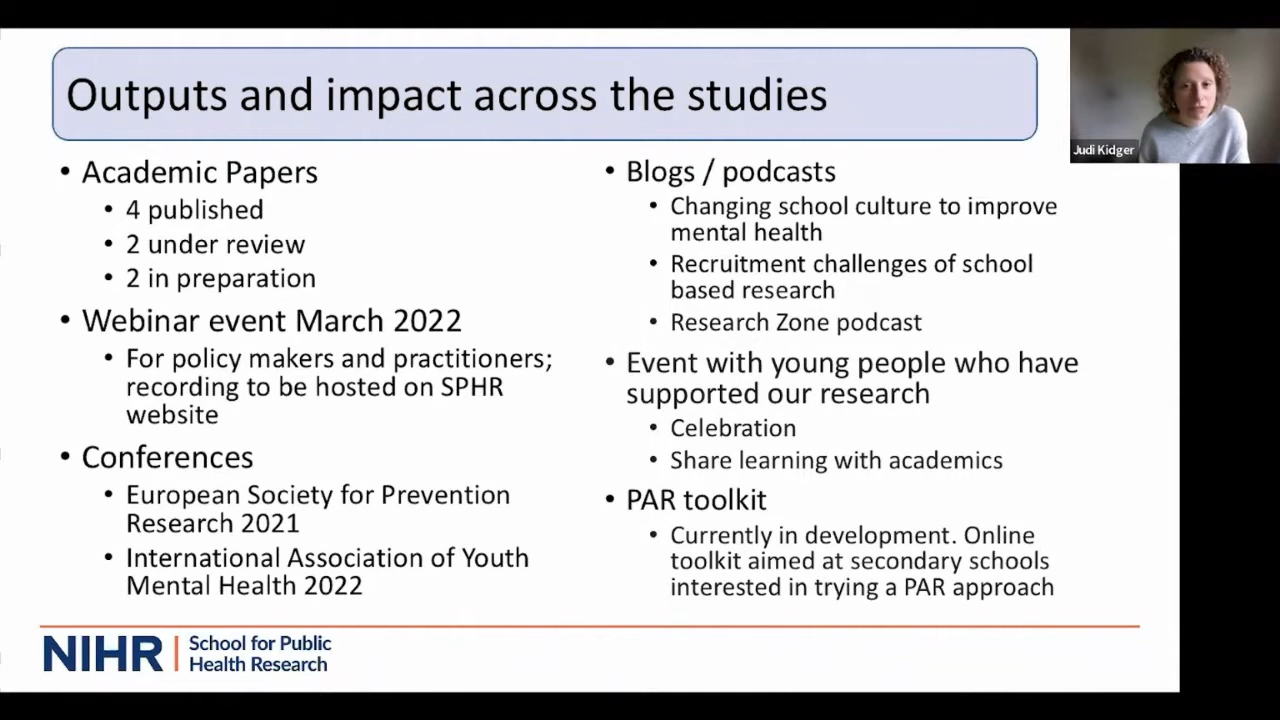 Outputs and impact across the studies
Judi Kidger
• Academic Papers
• 4 published
• 2 under review
• 2 in preparation
• Webinar event March 2022
• For policy makers and practitioners;
recording to be hosted on SPHR
website
• Conferences
• European Society for Prevention
Research 2021
• International Association of Youth
Mental Health 2022
• Blogs / podcasts
• Changing school culture to improve
mental health
• Recruitment challenges of school
based research
• Research Zone podcast
• Event with young people who have
supported our research
• Celebration
• Share learning with academics
• PAR toolkit
• Currently in development. Online
toolkit aimed at secondary schools
interested in trying a PAR approach
NIHR | School for Public
Health Research